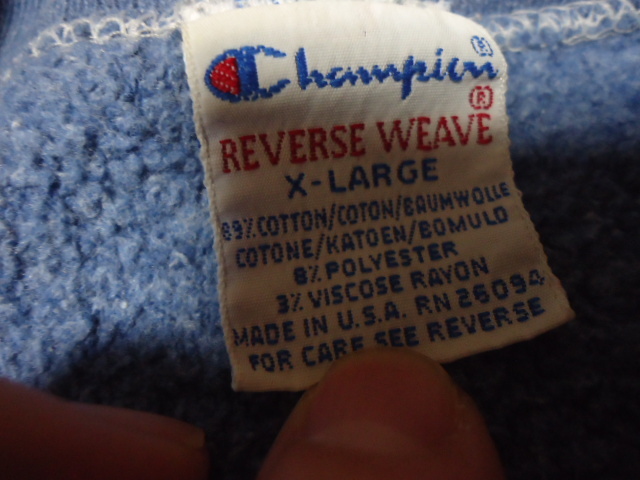 Champion®
®
REVERSE WEAVE
X-LARGE
89% COTTON/COTON/BAUMWOLLE
COTONE/KATOEN/BOMULD
8% POLYESTER
3% VISCOSE RAYON
MADE IN U.S.A. RN 26094
FOR CARE SEE REVERSE